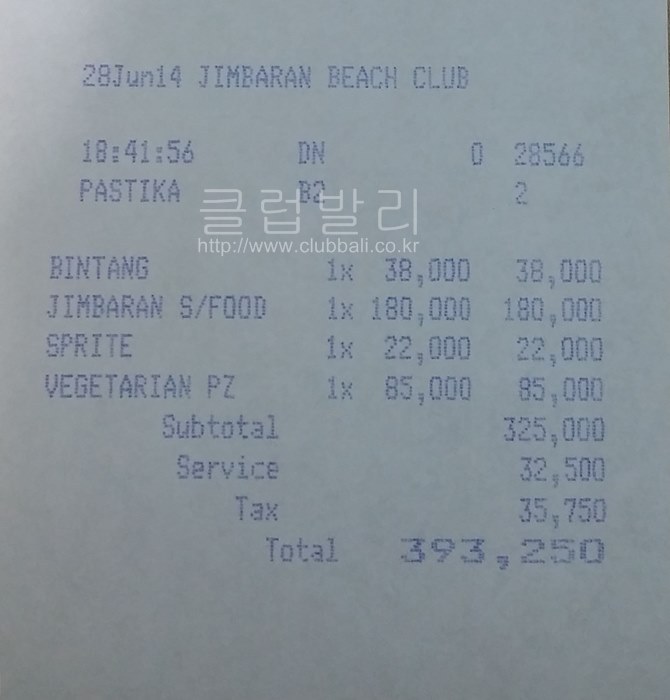 28Jun14 JIMBARAN BEACH CLUB
18:41:56 DN 0 28566
PASTIKA B2 2
클럽발리
http://www.clubbali.co.kr
BINTANG 1x 38,000 38,000
JIMBARAN S/FOOD 1x 180,000 180,000
SPRITE 1x 22,000 22,000
VEGETARIAN PZ 1x 85,000 85,000
Subtotal 325,000
Service 32,500
Tax 35,750
Total 393,250